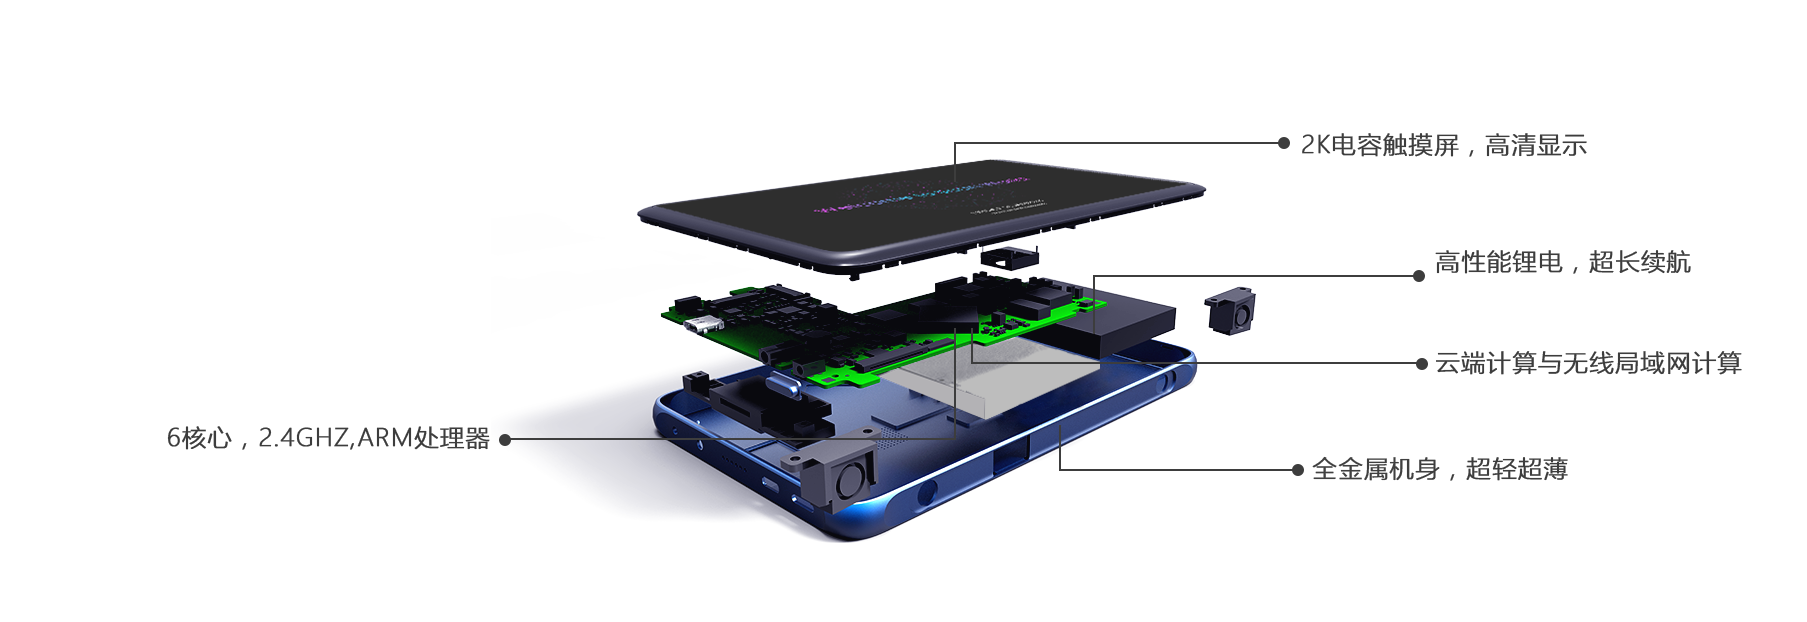 2K电容触摸屏，高清显示
高性能锂电，超长续航
云端计算与无线局域网计算
6核心，2.4GHZ,ARM处理器
全金属机身，超轻超薄